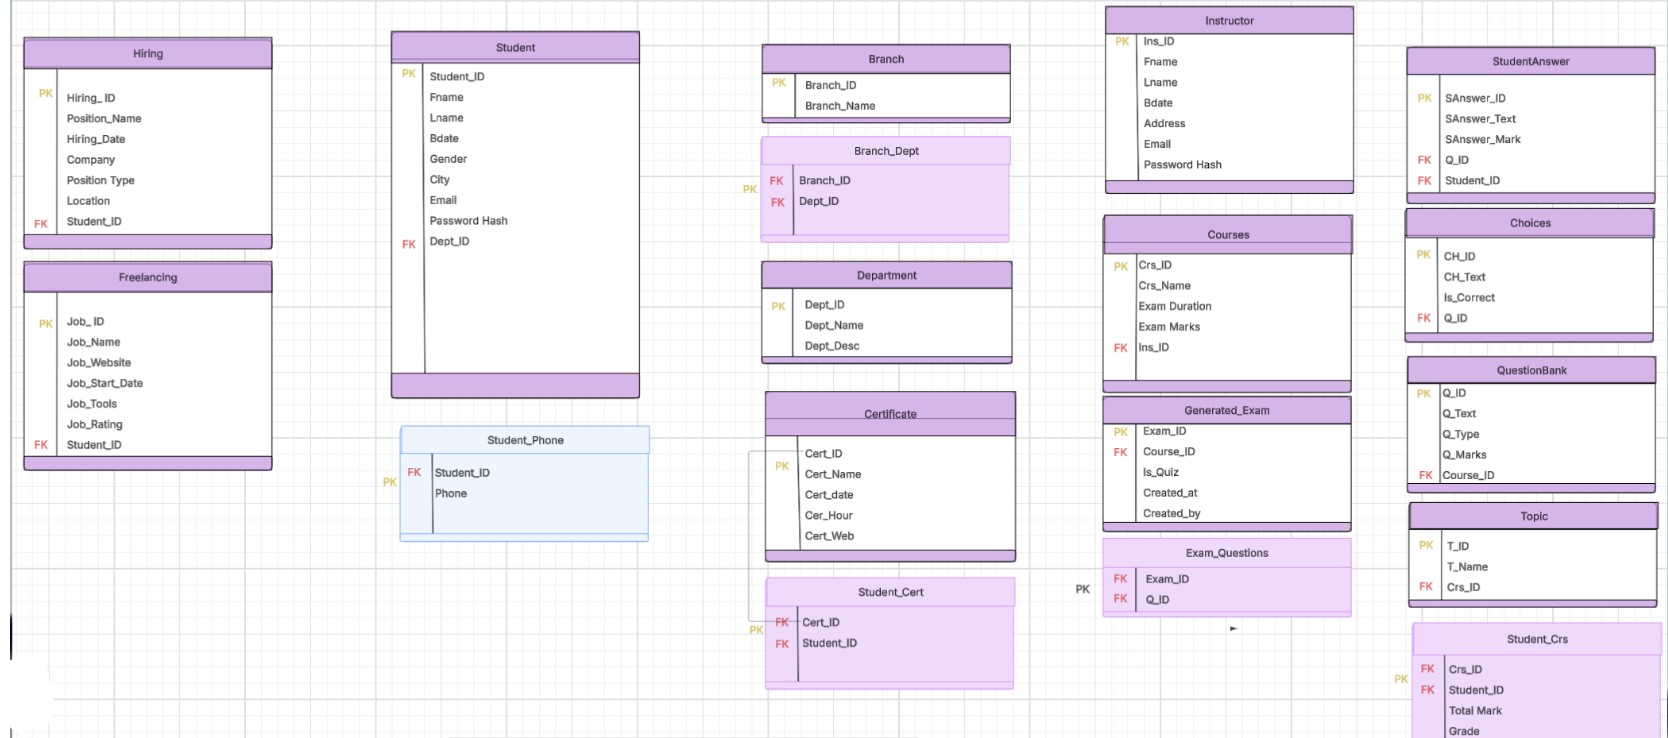 Hiring
PK
Hiring_ ID
Position_Name
Hiring_Date
Company
Position Type
Location
FK Student_ID
Freelancing
PK Job_ ID
Job_Name
Job_Website
Job_Start_Date
Job_Tools
Job_Rating
FK Student_ID
Student
PK Student_ID
Fname
Lname
Bdate
Gender
City
Email
Password Hash
FK Dept_ID
Student_Phone
PK
FK Student_ID
Phone
Branch
PK Branch_ID
Branch_Name
Branch_Dept
PK
FK Branch_ID
FK Dept_ID
Department
PK Dept_ID
Dept_Name
Dept_Desc
Certificate
PK
Cert_ID
Cert_Name
Cert_date
Cer_Hour
Cert_Web
Student_Cert
PK
FK Cert_ID
FK Student_ID
Instructor
PK Ins_ID
Fname
Lname
Bdate
Address
Email
Password Hash
Courses
PK Crs_ID
Crs_Name
Exam Duration
Exam Marks
FK Ins_ID
Generated_Exam
PK Exam_ID
FK Course_ID
Is_Quiz
Created_at
Created_by
Exam_Questions
PK
FK Exam_ID
FK Q_ID
StudentAnswer
PK SAnswer_ID
SAnswer_Text
SAnswer_Mark
FK Q_ID
FK Student_ID
Choices
PK CH_ID
CH_Text
Is_Correct
FK Q_ID
QuestionBank
PK Q_ID
Q_Text
Q_Type
Q_Marks
FK Course_ID
Topic
PK T_ID
T_Name
FK Crs_ID
Student_Crs
PK
FK Crs_ID
FK Student_ID
Total Mark
Grade